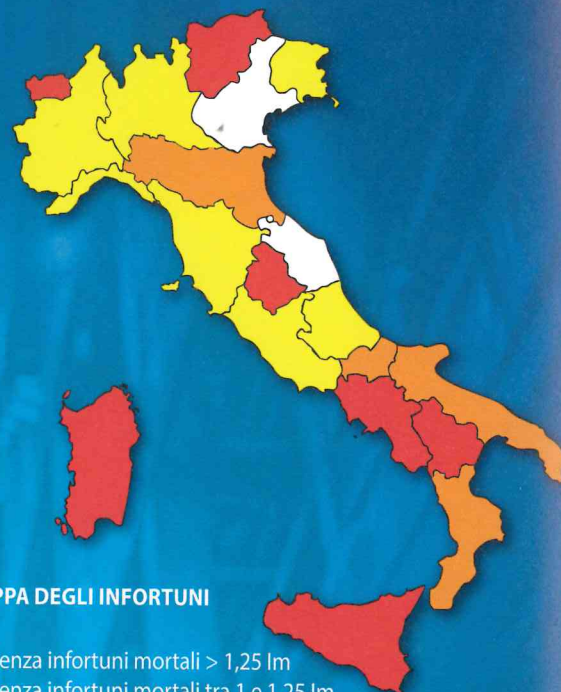 PPA DEGLI INFORTUNI
enza infortuni mortali > 1,25 Im
enza infortuni mortali tra 1 e 1,25 Im